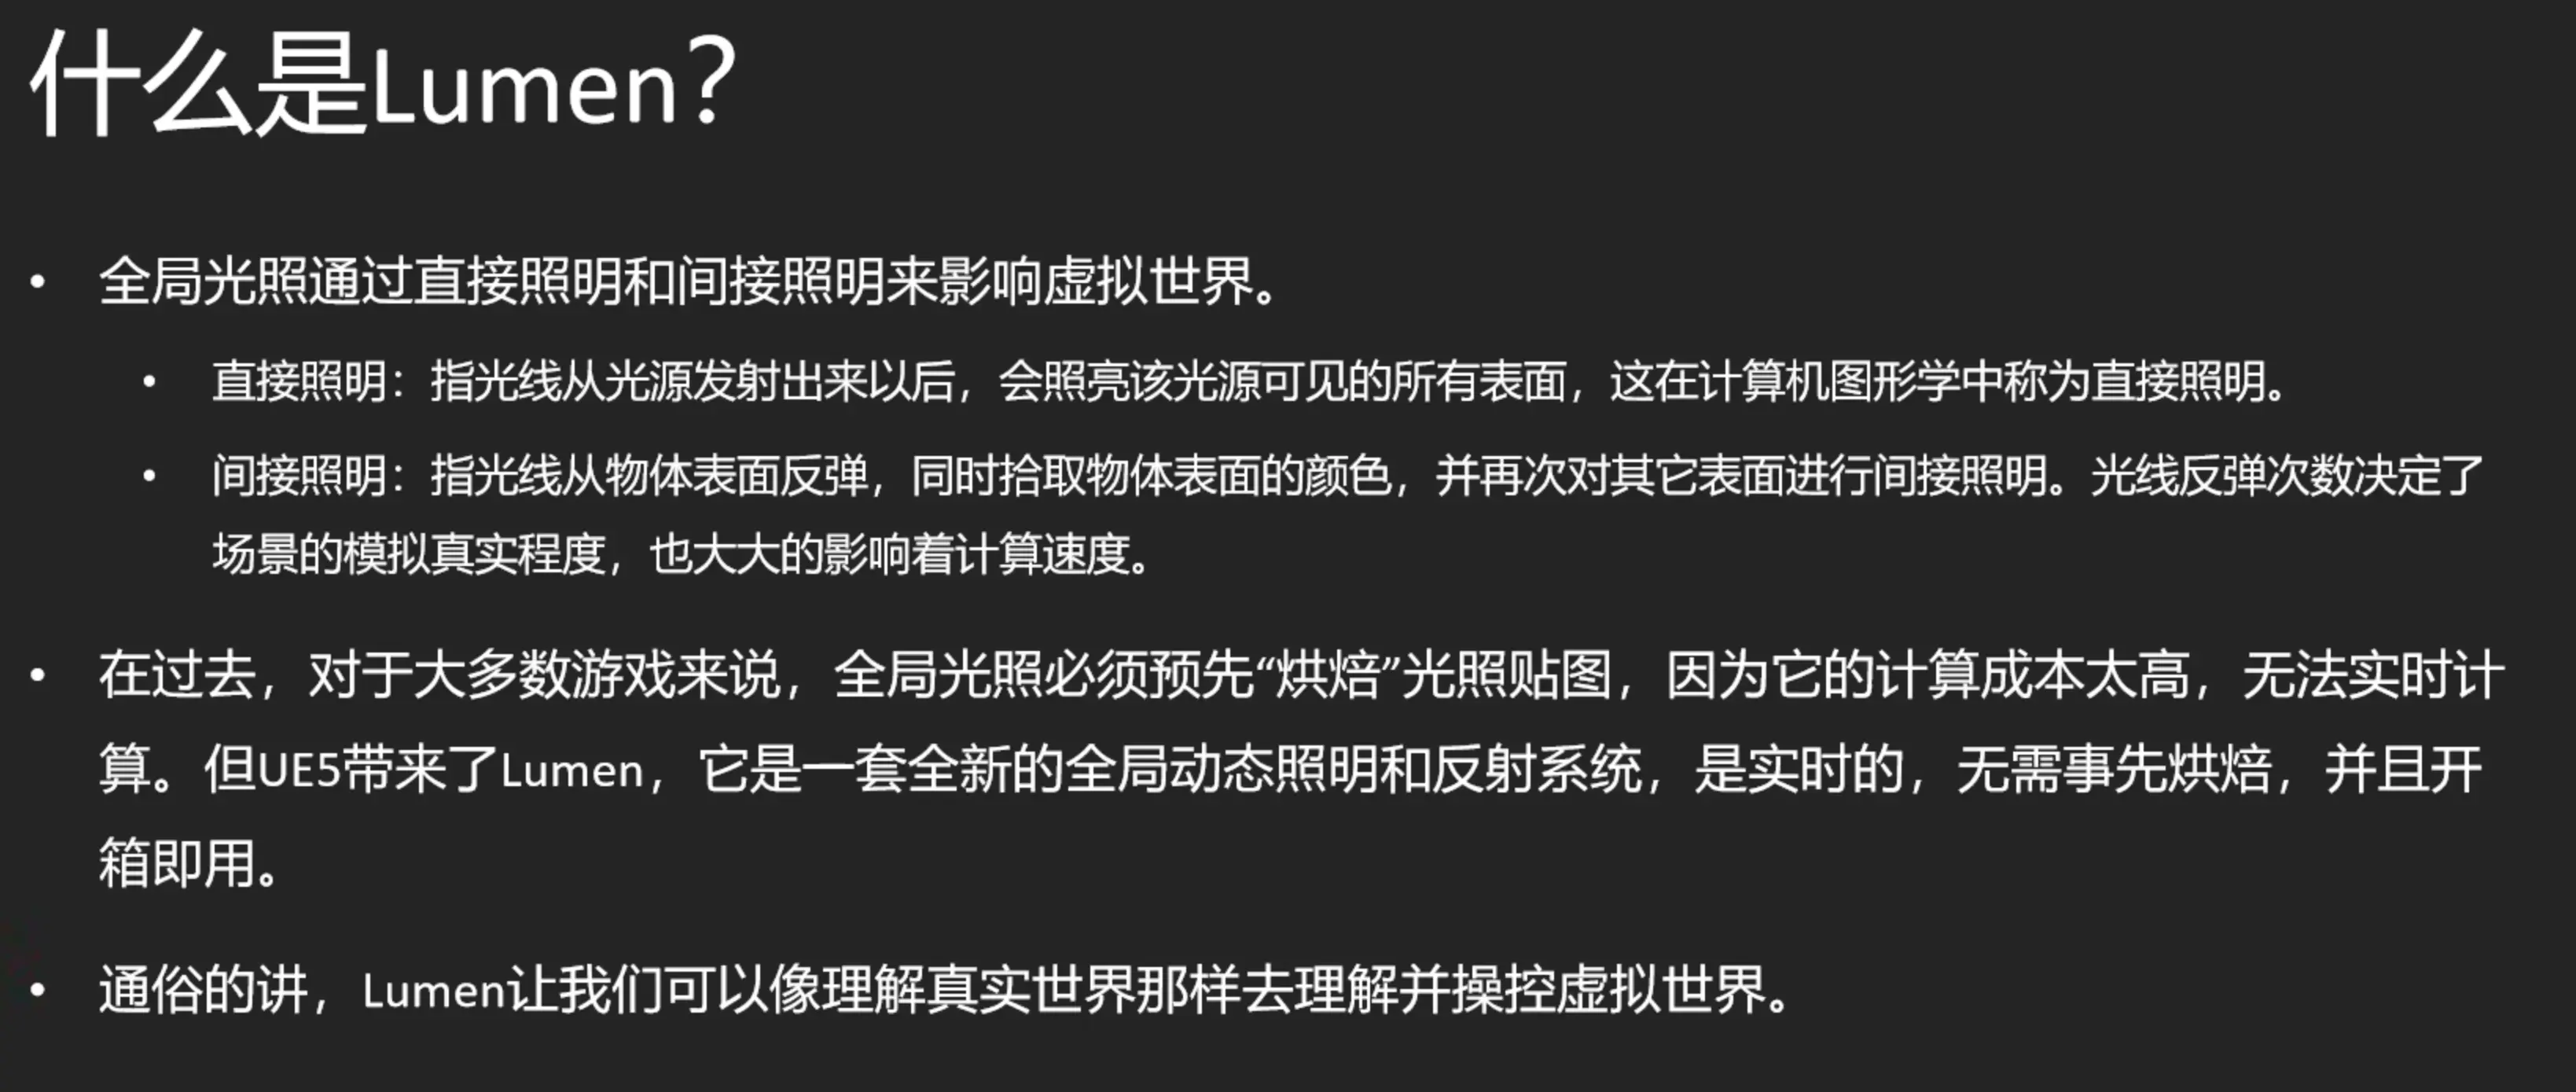 什么是Lumen？
• 全局光照通过直接照明和间接照明来影响虚拟世界。
• 直接照明：指光线从光源发射出来以后，会照亮该光源可见的所有表面，这在计算机图形学中称为直接照明。
• 间接照明：指光线从物体表面反弹，同时拾取物体表面的颜色，并再次对其它表面进行间接照明。光线反弹次数决定了
场景的模拟真实程度，也大大的影响着计算速度。
• 在过去，对于大多数游戏来说，全局光照必须预先“烘焙”光照贴图，因为它的计算成本太高，无法实时计
算。但UE5带来了Lumen，它是一套全新的全局动态照明和反射系统，是实时的，无需事先烘焙，并且开
箱即用。
• 通俗的讲，Lumen让我们可以像理解真实世界那样去理解并操控虚拟世界。